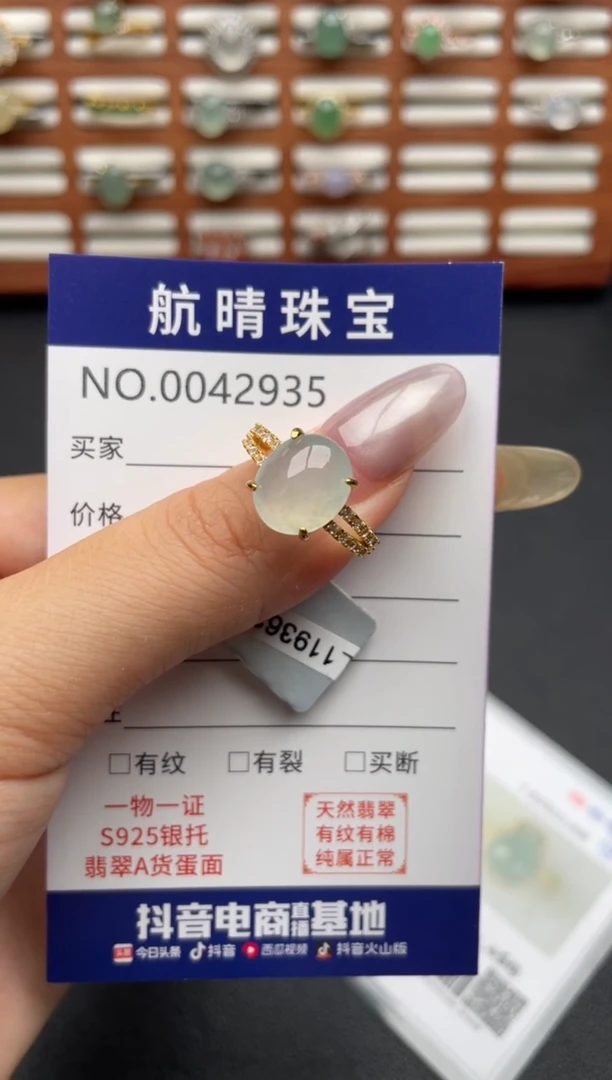 航晴珠宝
NO.0042935
买家
价格
□有纹 □有裂 □买断
一物一证
S925银托
翡翠A货蛋面
天然翡翠
有纹有棉
纯属正常
抖音电商直播基地
头条 今日头条 抖音 西瓜视频 抖音火山版